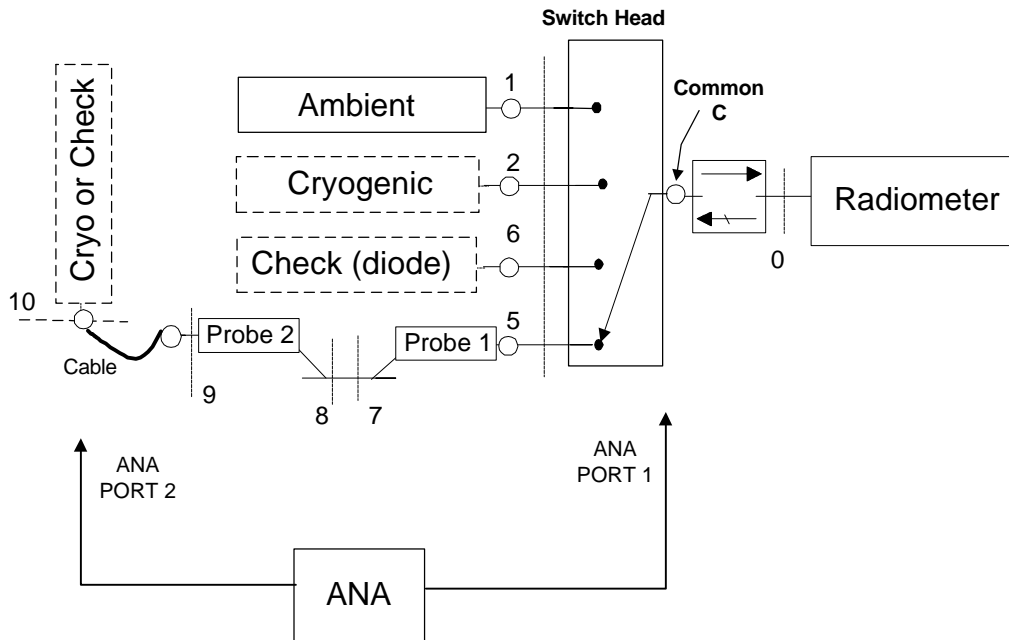 Switch Head
Cryo or Check
Ambient
1
Common
C
Cryogenic
2
Radiometer
Check (diode)
6
0
10
Probe 2
Probe 1
5
Cable
9
8
7
ANA
PORT 2
ANA
PORT 1
ANA